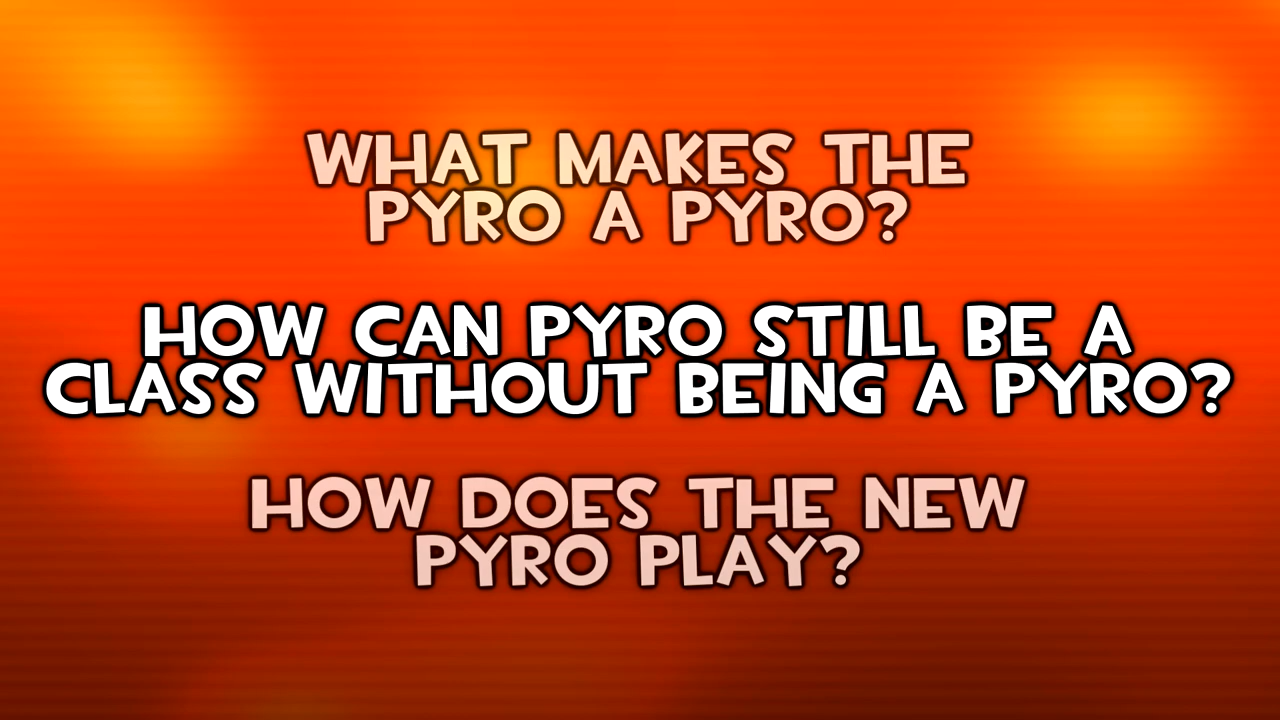 WHAT MAKES THE
PYRO A PYRO?
HOW CAN PYRO STILL BE A
CLASS WITHOUT BEING A PYRO?
HOW DOES THE NEW
PYRO PLAY?